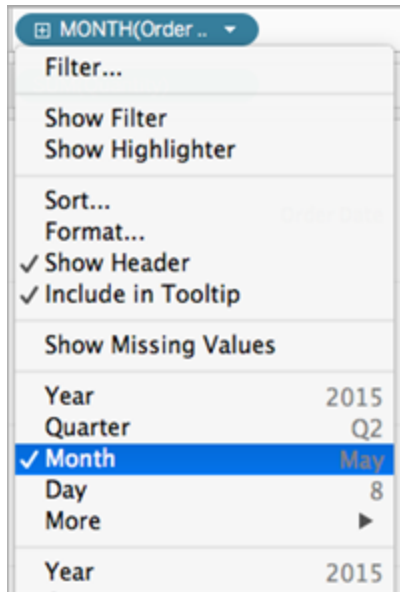 MONTH(Order ..
Filter...
Show Filter
Show Highlighter
Sort...
Format...
✓ Show Header
✓ Include in Tooltip
Show Missing Values
Year 2015
Quarter Q2
✓ Month May
Day 8
More
Year 2015